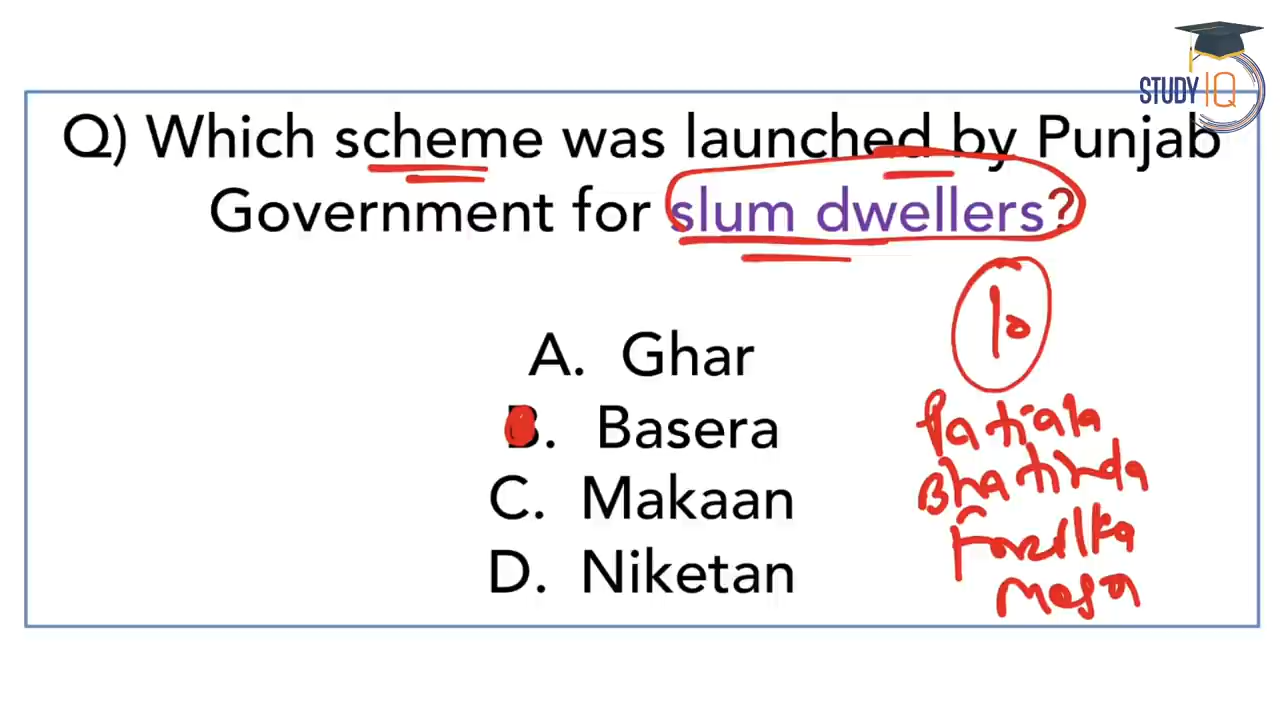 STUDY IQ
Q) Which scheme was launched by Punjab
Government for slum dwellers?
A. Ghar
B. Basera
C. Makaan
D. Niketan
10
Patiala
Bhatinda
Fazilka
Moga